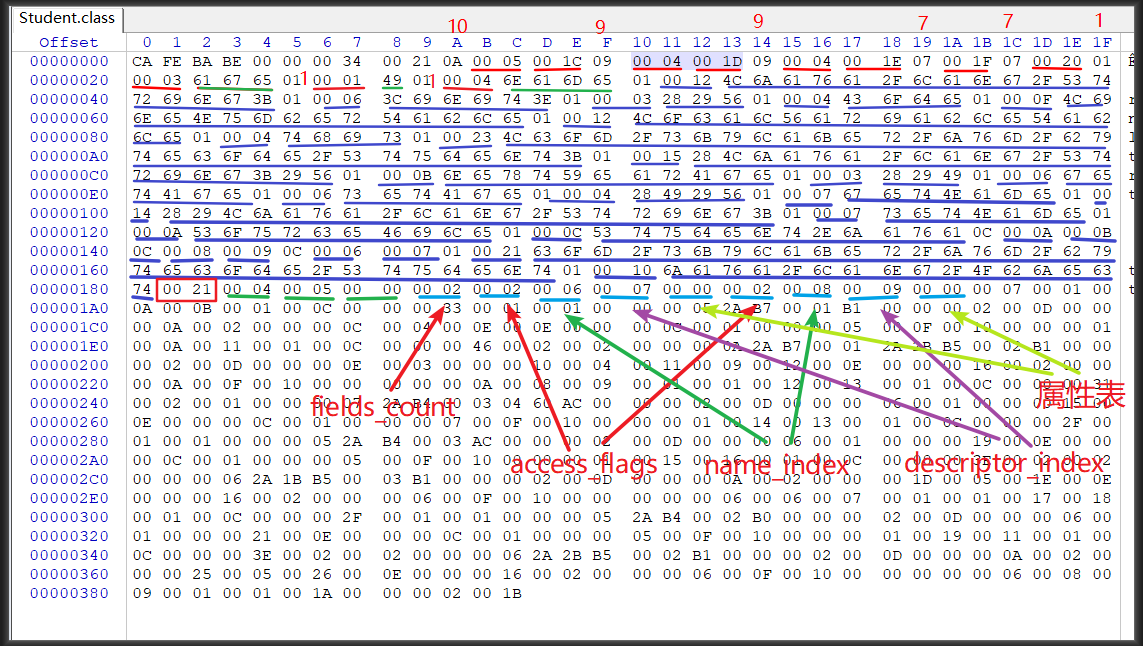 Student.class
10 9 9 7 7 1
Offset 0 1 2 3 4 5 6 7 8 9 A B C D E F 10 11 12 13 14 15 16 17 18 19 1A 1B 1C 1D 1E 1F
00000000 CA FE BA BE 00 00 00 34 00 21 0A 00 05 00 1C 09 00 04 00 1D 09 00 04 00 1E 07 00 1F 07 00 20 01
00000020 00 03 61 67 65 01 1 00 01 49 01 1 00 04 6E 61 6D 65 01 00 12 4C 6A 61 76 61 2F 6C 61 6E 67 2F 53 74
00000040 72 69 6E 67 3B 01 00 06 3C 69 6E 69 74 3E 01 00 03 28 29 56 01 00 04 43 6F 64 65 01 00 0F 4C 69
00000060 6E 65 4E 75 6D 62 65 72 54 61 62 6C 65 01 00 12 4C 6F 63 61 6C 56 61 72 69 61 62 6C 65 54 61 62
00000080 6C 65 01 00 04 74 68 69 73 01 00 23 4C 63 6F 6D 2F 73 6B 79 6C 61 6B 65 72 2F 6A 76 6D 2F 62 79
000000A0 74 65 63 6F 64 65 2F 53 74 75 64 65 6E 74 3B 01 00 15 28 4C 6A 61 76 61 2F 6C 61 6E 67 2F 53 74
000000C0 72 69 6E 67 3B 29 56 01 00 0B 6E 65 78 74 59 65 61 72 41 67 65 01 00 03 28 29 49 01 00 06 67 65
000000E0 74 41 67 65 01 00 06 73 65 74 41 67 65 01 00 04 28 49 29 56 01 00 07 67 65 74 4E 61 6D 65 01 00
00000100 14 28 29 4C 6A 61 76 61 2F 6C 61 6E 67 2F 53 74 72 69 6E 67 3B 01 00 07 73 65 74 4E 61 6D 65 01
00000120 00 0A 53 6F 75 72 63 65 46 69 6C 65 01 00 0C 53 74 75 64 65 6E 74 2E 6A 61 76 61 0C 00 0A 00 0B
00000140 0C 00 08 00 09 0C 00 06 00 07 01 00 21 63 6F 6D 2F 73 6B 79 6C 61 6B 65 72 2F 6A 76 6D 2F 62 79
00000160 74 65 63 6F 64 65 2F 53 74 75 64 65 6E 74 01 00 10 6A 61 76 61 2F 6C 61 6E 67 2F 4F 62 6A 65 63
00000180 74 00 21 00 04 00 05 00 00 00 02 00 02 00 06 00 07 00 00 00 02 00 08 00 09 00 00 00 07 00 01 00
000001A0 0A 00 0B 00 01 00 0C 00 00 00 33 00 01 00 01 00 00 00 05 2A B7 00 01 B1 00 00 00 02 00 0D 00 00
000001C0 00 0A 00 02 00 00 00 0C 00 04 00 0E 00 0E 00 00 00 0C 00 01 00 00 00 05 00 0F 00 10 00 00 00 01
000001E0 00 0A 00 11 00 01 00 0C 00 00 00 46 00 02 00 02 00 00 00 0A 2A B7 00 01 2A 2B B5 00 02 B1 00 00
00000200 00 02 00 0D 00 00 00 0E 00 03 00 00 00 10 00 04 00 11 00 09 00 12 00 0E 00 00 00 16 00 02 00 00
00000220 00 0A 00 0F 00 10 00 00 00 00 00 0A 00 08 00 09 00 01 00 01 00 12 00 13 00 01 00 0C 00 00 00 31
00000240 00 02 00 01 00 00 00 07 2A B4 00 03 04 60 AC 00 00 00 02 00 0D 00 00 00 06 00 01 00 00 00 15 00
属性表
fields_count
00000260 0E 00 00 00 0C 00 01 00 00 00 07 00 0F 00 10 00 00 00 01 00 14 00 13 00 01 00 0C 00 00 00 2F 00
00000280 01 00 01 00 00 00 05 2A B4 00 03 AC 00 00 00 02 00 0D 00 00 00 06 00 01 00 00 00 19 00 0E 00 00
000002A0 00 0C 00 01 00 00 00 05 00 0F 00 10 00 00 00 01 00 15 00 16 00 01 00 0C 00 00 00 3E 00 02 00 02
access_flags name_index descriptor_index
000002C0 00 00 00 06 2A 1B B5 00 03 B1 00 00 00 02 00 0D 00 00 00 0A 00 02 00 00 00 1D 00 05 00 1E 00 0E
000002E0 00 00 00 16 00 02 00 00 00 06 00 0F 00 10 00 00 00 00 00 06 00 06 00 07 00 01 00 01 00 17 00 18
00000300 00 01 00 0C 00 00 00 2F 00 01 00 01 00 00 00 05 2A B4 00 02 B0 00 00 00 02 00 0D 00 00 00 06 00
00000320 01 00 00 00 21 00 0E 00 00 00 0C 00 01 00 00 00 05 00 0F 00 10 00 00 00 01 00 19 00 11 00 01 00
00000340 0C 00 00 00 3E 00 02 00 02 00 00 00 06 2A 2B B5 00 02 B1 00 00 00 02 00 0D 00 00 00 0A 00 02 00
00000360 00 00 25 00 05 00 26 00 0E 00 00 00 16 00 02 00 00 00 06 00 0F 00 10 00 00 00 00 00 06 00 08 00
00000380 09 00 01 00 01 00 1A 00 00 00 02 00 1B